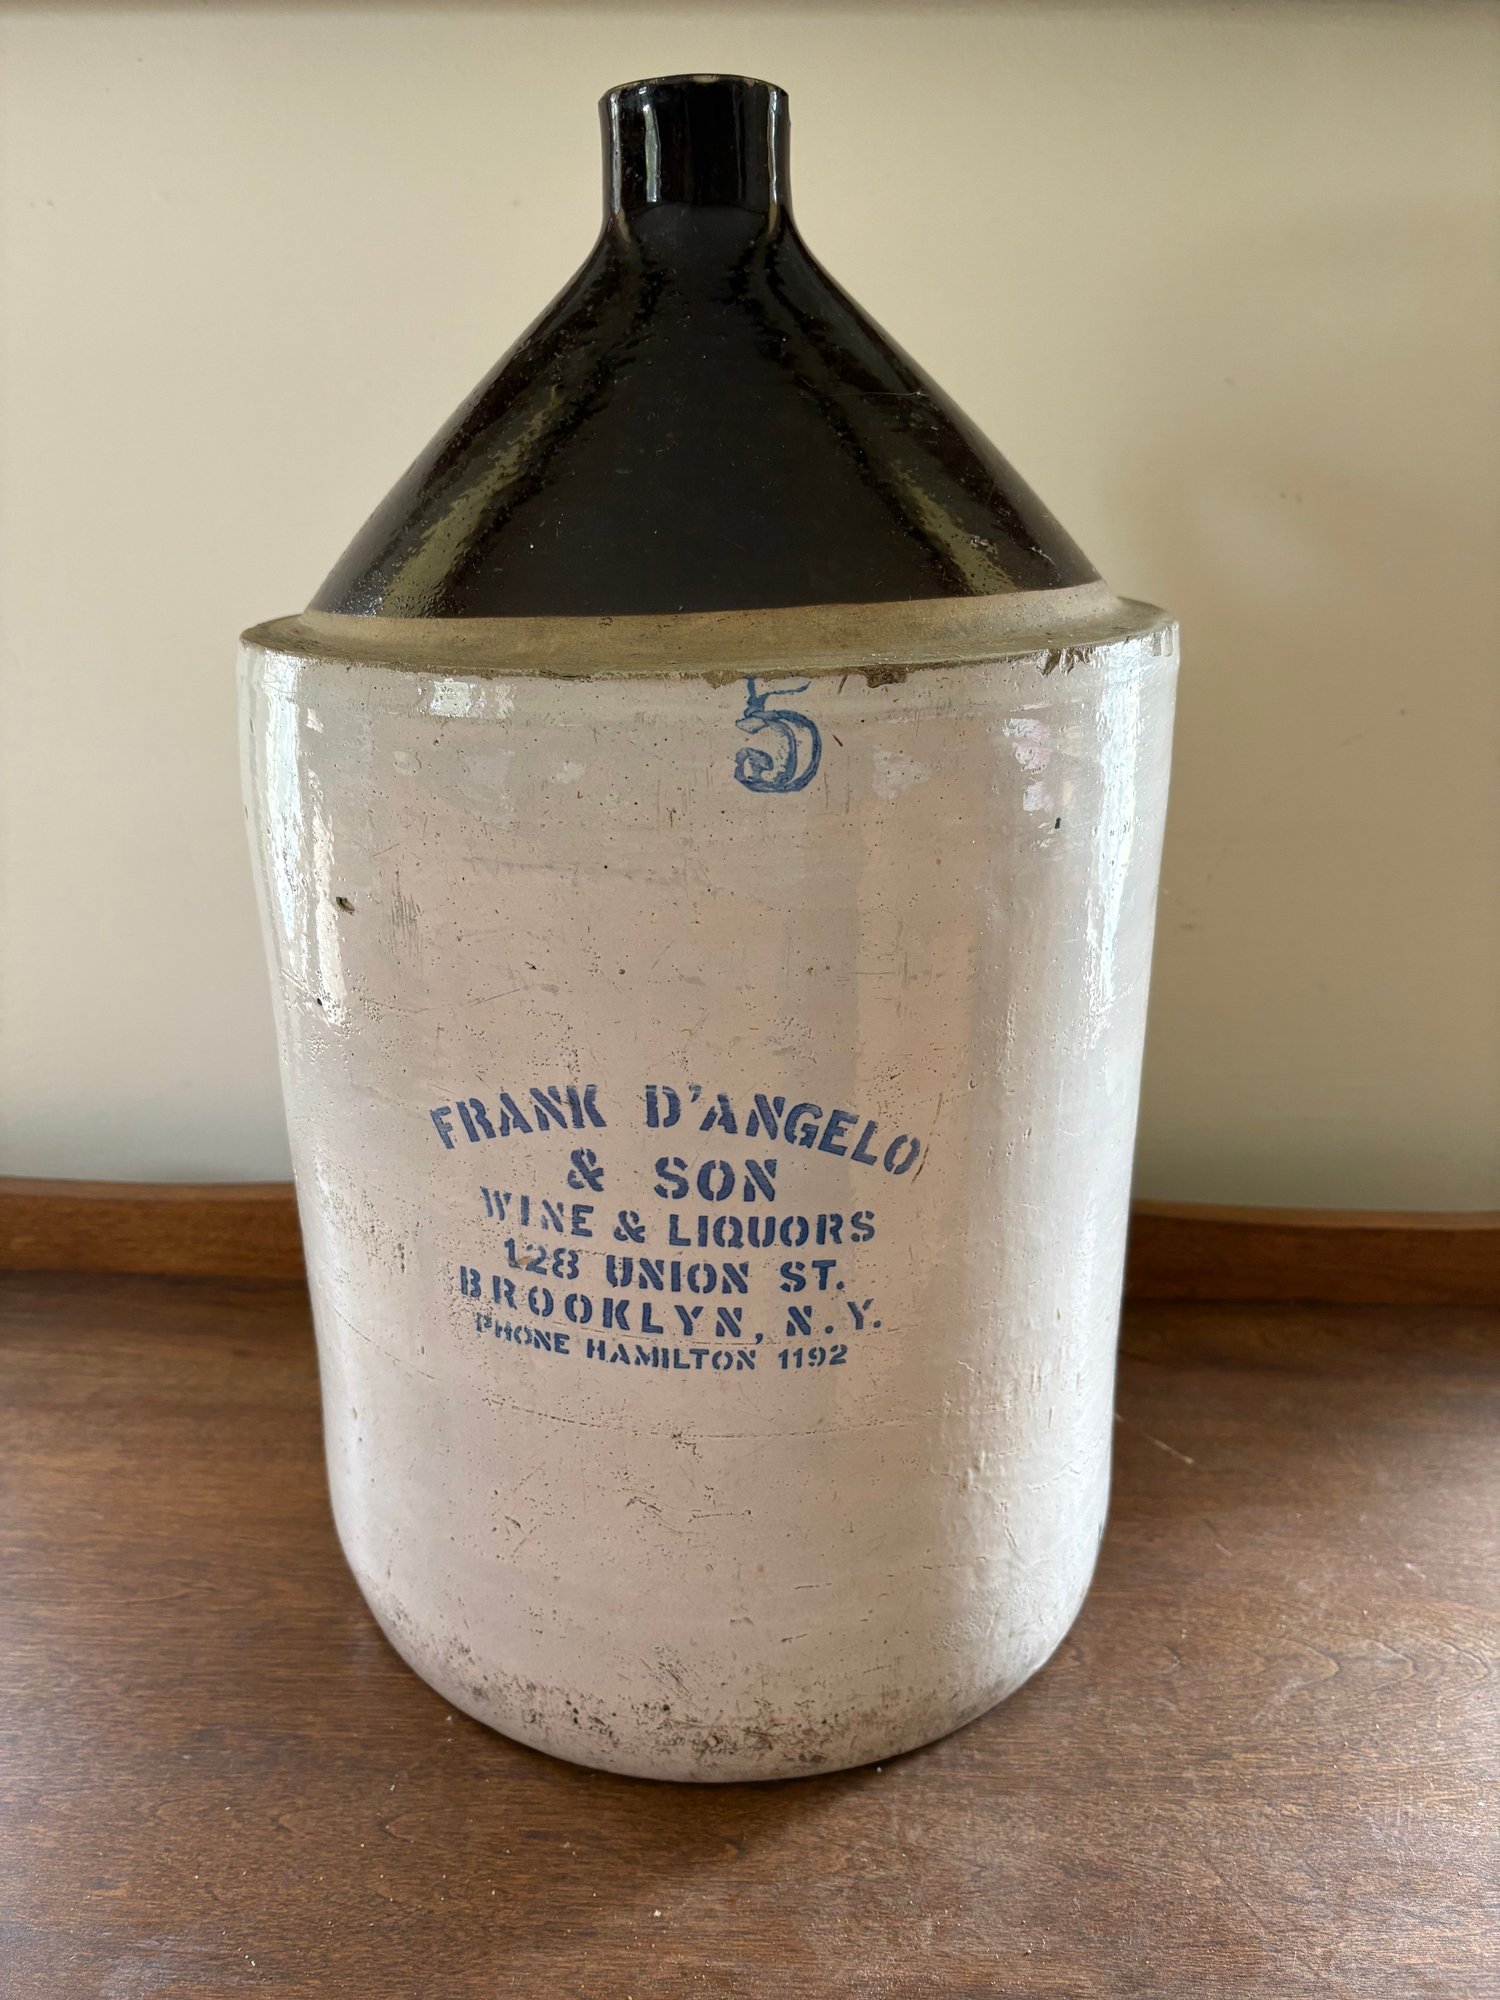 5
FRANK D'ANGELO
& SON
WINE & LIQUORS
128 UNION ST.
BROOKLYN, N.Y.
PHONE HAMILTON 1192